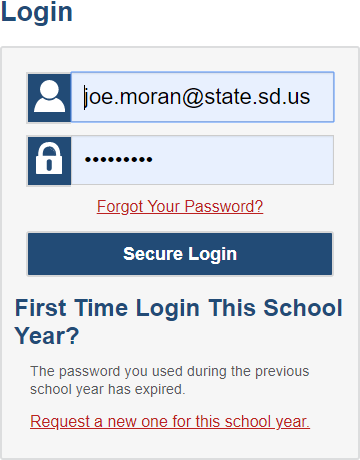 Login
joe.moran@state.sd.us
•••••••••
Forgot Your Password?
Secure Login
First Time Login This School
Year?
The password you used during the previous
school year has expired.
Request a new one for this school year.